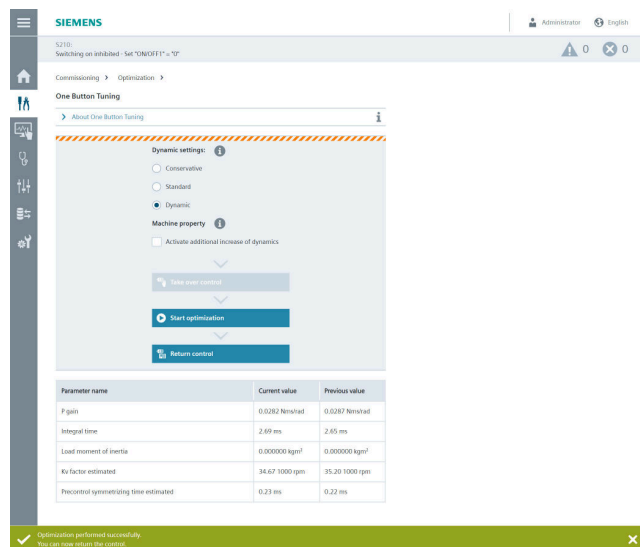 SIEMENS
Administrator
English
S210:
Switching on inhibited - Set "ON/OFF1" = "0"
0
0
Commissioning > Optimization >
One Button Tuning
> About One Button Tuning
Dynamic settings:
Conservative
Standard
Dynamic
Machine property
Activate additional increase of dynamics
Take over control
Start optimization
Return control
Parameter name Current value Previous value
P gain 0.0282 Nms/rad 0.0287 Nms/rad
Integral time 2.69 ms 2.65 ms
Load moment of inertia 0.000000 kgm² 0.000000 kgm²
Kv factor estimated 34.67 1000 rpm 35.20 1000 rpm
Precontrol symmetrizing time estimated 0.23 ms 0.22 ms
Optimization performed successfully.
You can now return the control.